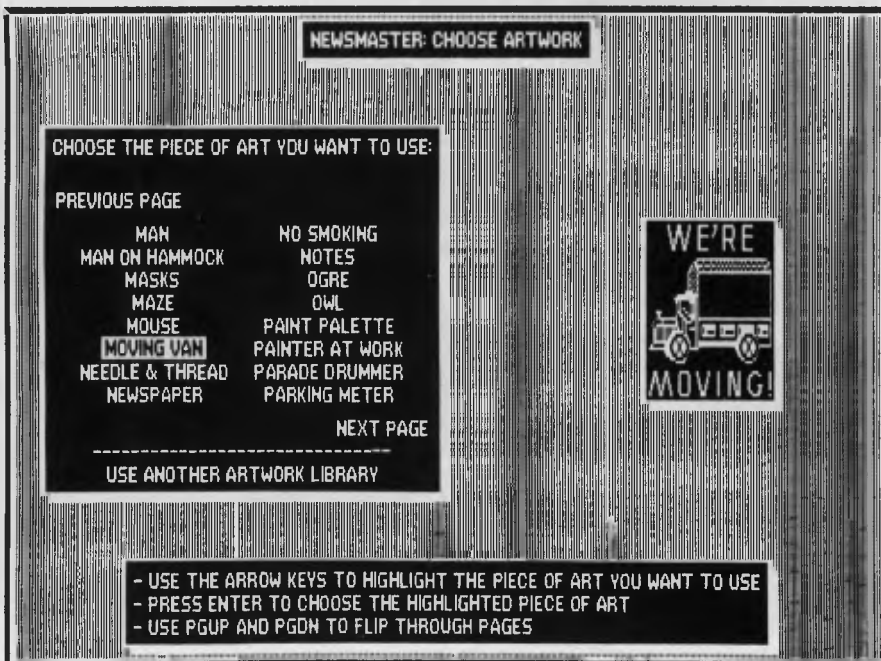 NEWSMASTER: CHOOSE ARTWORK
CHOOSE THE PIECE OF ART YOU WANT TO USE:
PREVIOUS PAGE
MAN
MAN ON HAMMOCK
MASKS
MAZE
MOUSE
MOVING VAN
NEEDLE & THREAD
NEWSPAPER
NO SMOKING
NOTES
OGRE
OWL
PAINT PALETTE
PAINTER AT WORK
PARADE DRUMMER
PARKING METER
NEXT PAGE
USE ANOTHER ARTWORK LIBRARY
WE'RE
MOVING!
- USE THE ARROW KEYS TO HIGHLIGHT THE PIECE OF ART YOU WANT TO USE
- PRESS ENTER TO CHOOSE THE HIGHLIGHTED PIECE OF ART
- USE PGUP AND PGDN TO FLIP THROUGH PAGES